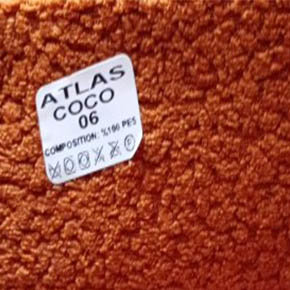 ATLAS
COCO
06
COMPOSITION: %100 PES